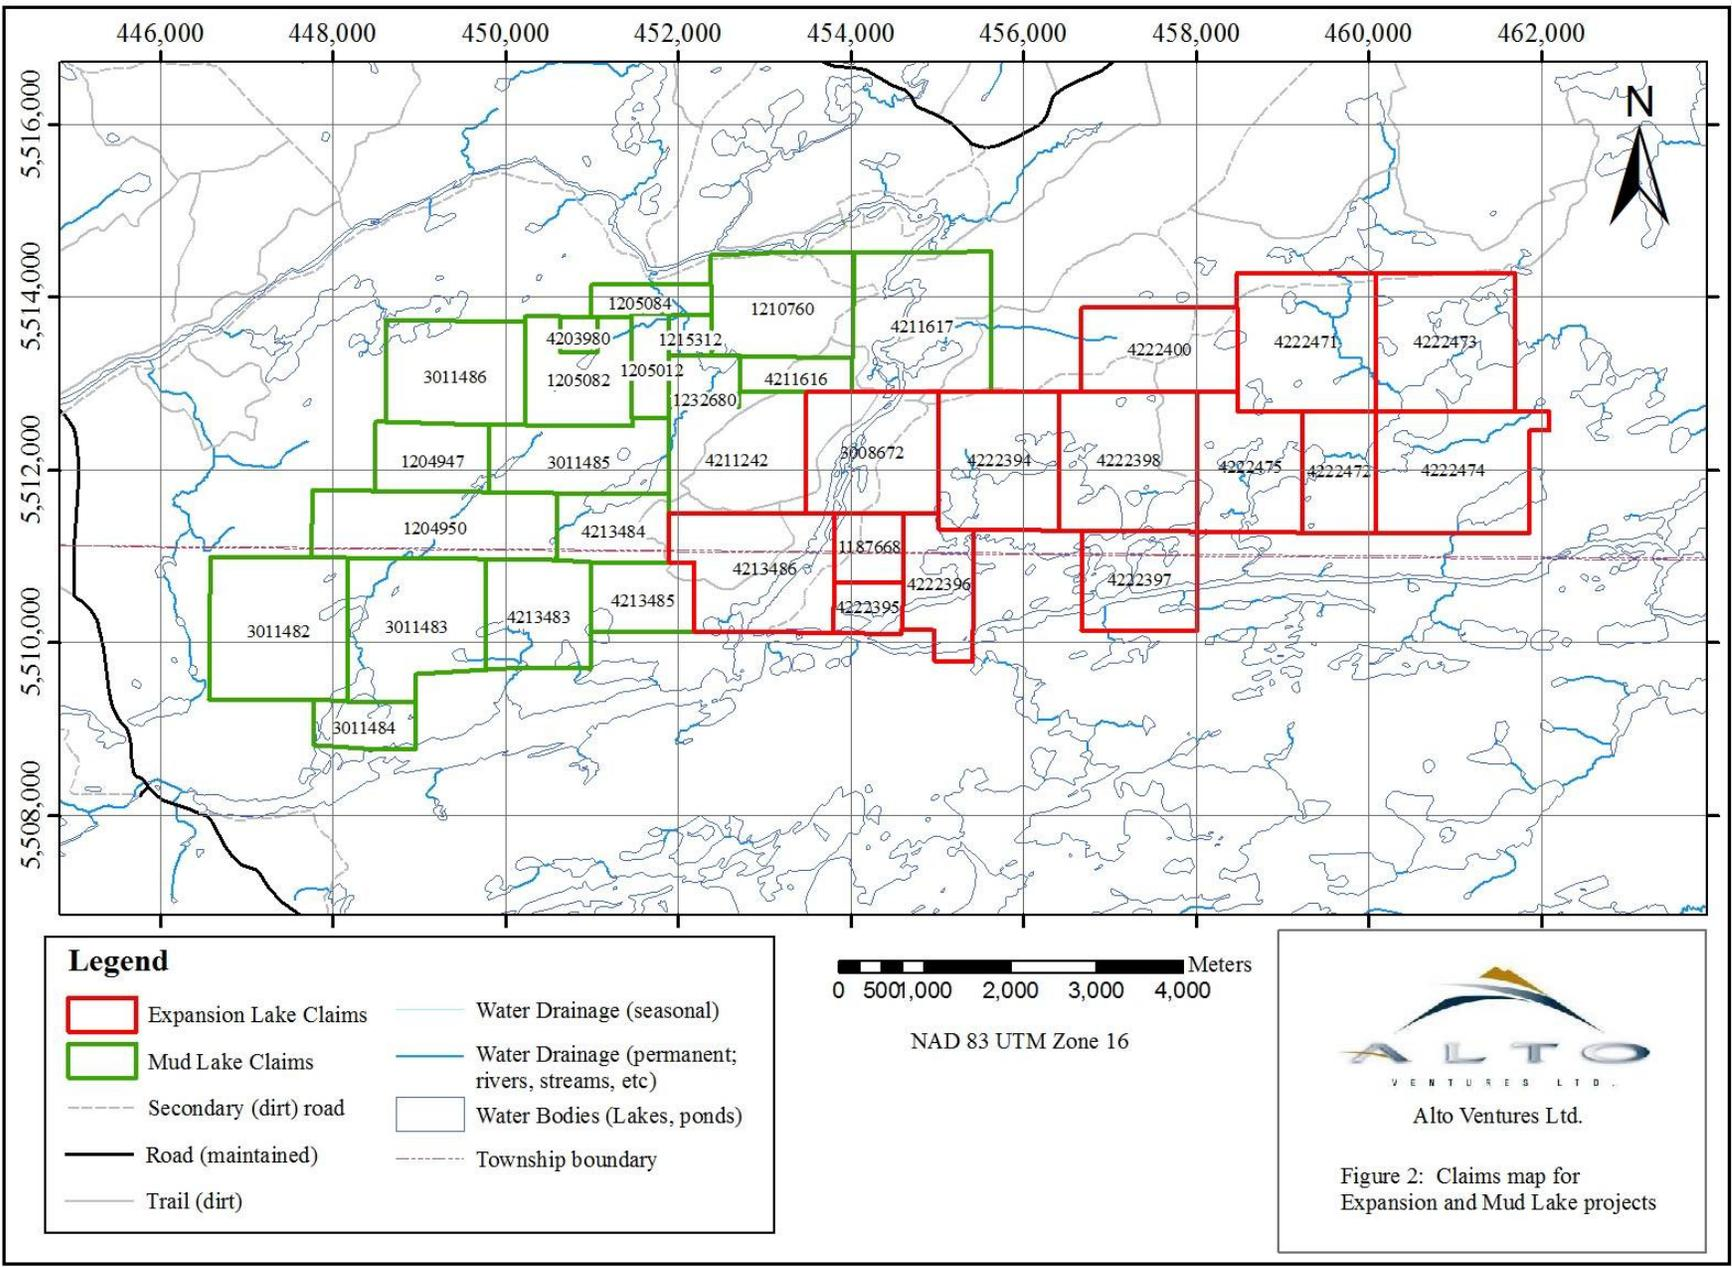 446,000 448,000 450,000 452,000 454,000 456,000 458,000 460,000 462,000
5,516,000
5,514,000
5,512,000
5,510,000
5,508,000
N
1205084
1210760
4211617
4203980
1215312
3011486
1205082
1205012
4211616
1232680
4222400
4222471
4222473
1204947
3011485
4211242
3008672
4222394
4222398
4222475
4222472
4222474
1204950
4213484
4213486
1187668
4222396
4222395
4222397
3011482
3011483
4213483
4213485
3011484
Legend
Expansion Lake Claims
Mud Lake Claims
Secondary (dirt) road
Road (maintained)
Trail (dirt)
Water Drainage (seasonal)
Water Drainage (permanent;
rivers, streams, etc)
Water Bodies (Lakes, ponds)
Township boundary
Meters
0 500 1,000 2,000 3,000 4,000
NAD 83 UTM Zone 16
ALTO
VENTURES LTD.
Alto Ventures Ltd.
Figure 2: Claims map for
Expansion and Mud Lake projects